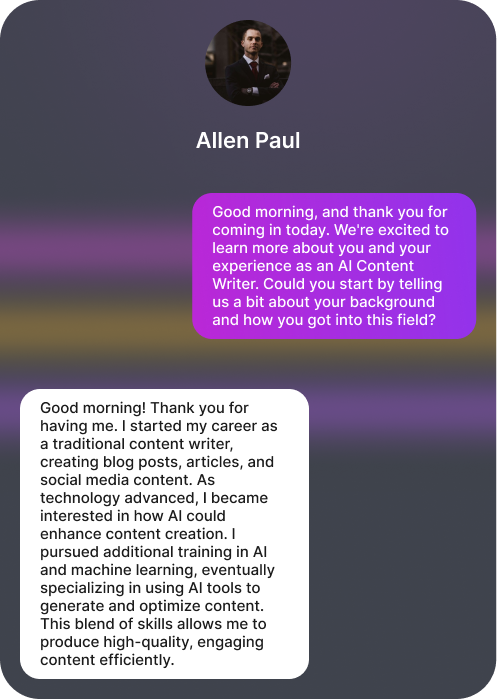 Allen Paul
Good morning, and thank you for
coming in today. We're excited to
learn more about you and your
experience as an AI Content
Writer. Could you start by telling
us a bit about your background
and how you got into this field?
Good morning! Thank you for
having me. I started my career as
a traditional content writer,
creating blog posts, articles, and
social media content. As
technology advanced, I became
interested in how AI could
enhance content creation. I
pursued additional training in AI
and machine learning, eventually
specializing in using AI tools to
generate and optimize content.
This blend of skills allows me to
produce high-quality, engaging
content efficiently.